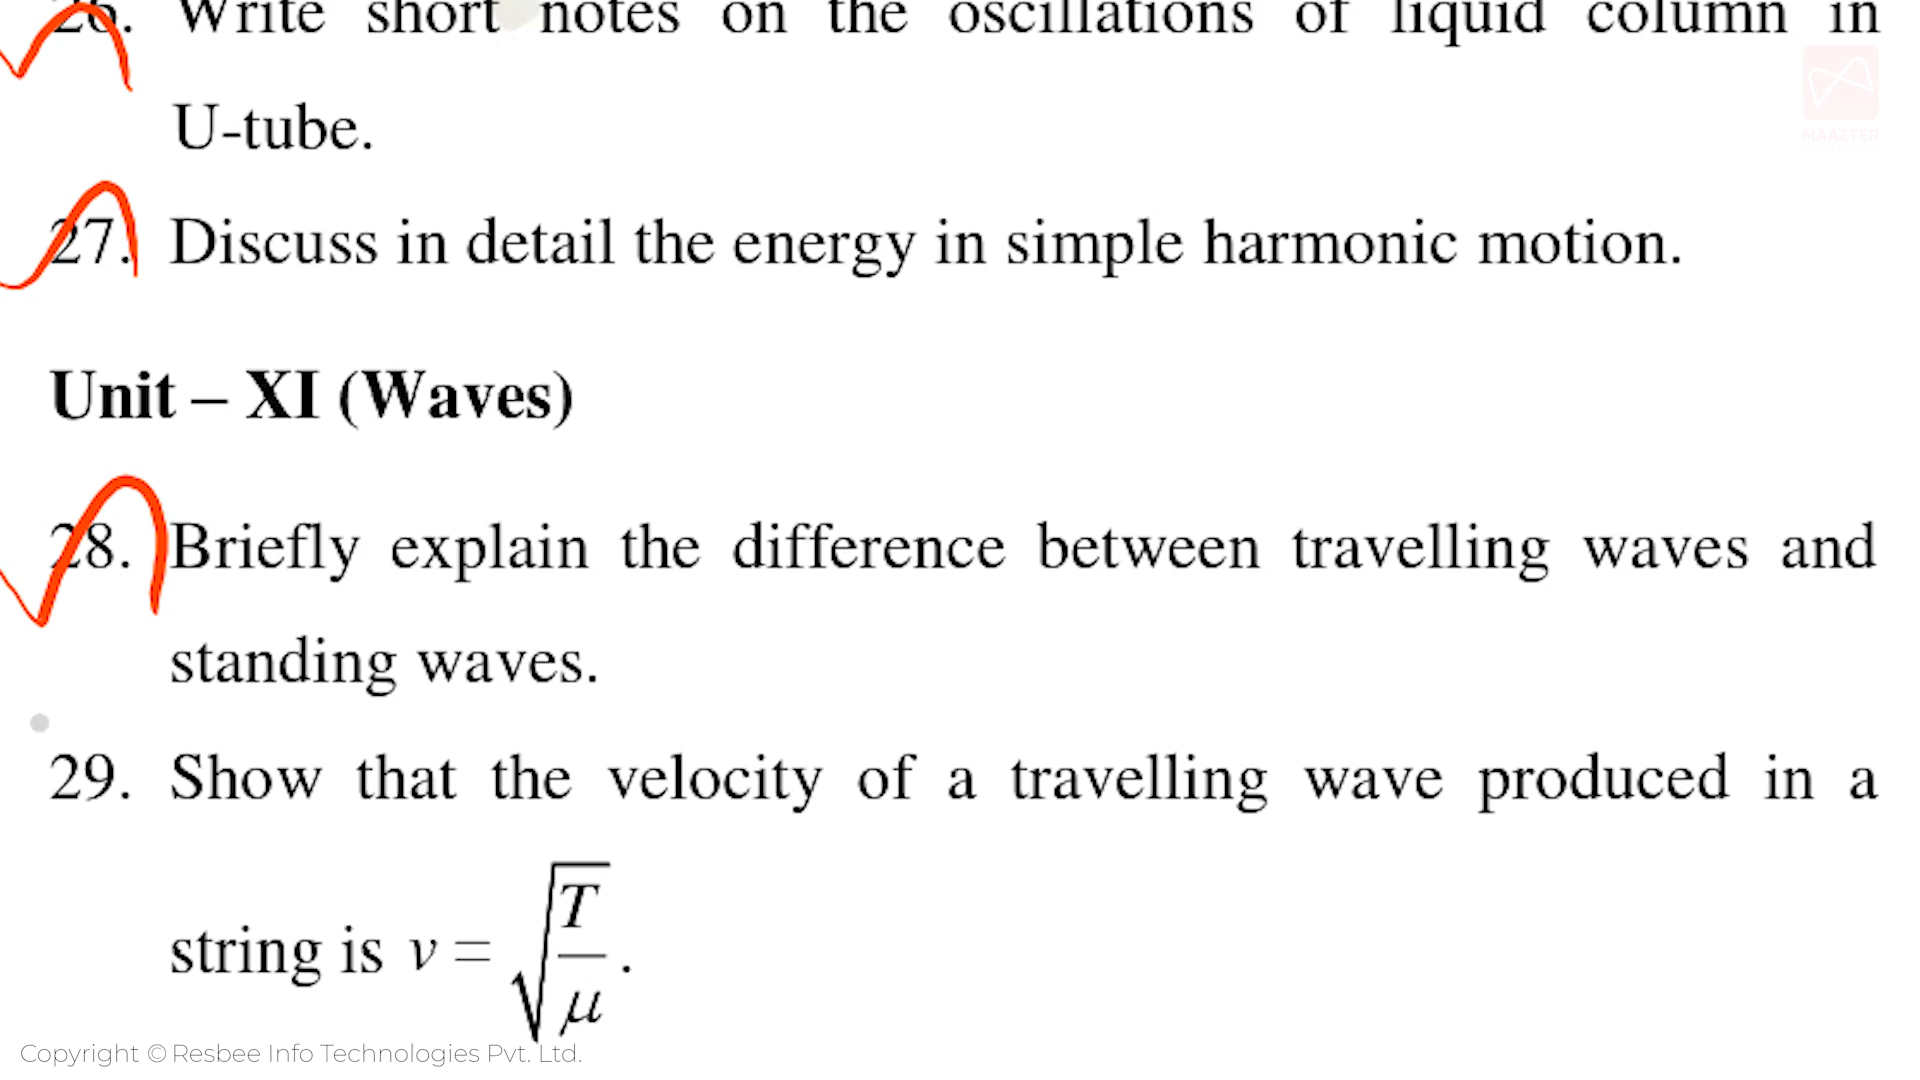 26. Write short notes on the oscillations of liquid column in
MAAZTER
U-tube.
27. Discuss in detail the energy in simple harmonic motion.
Unit – XI (Waves)
28. Briefly explain the difference between travelling waves and
standing waves.
29. Show that the velocity of a travelling wave produced in a
string is v = √(T/μ).
Copyright © Resbee Info Technologies Pvt. Ltd.